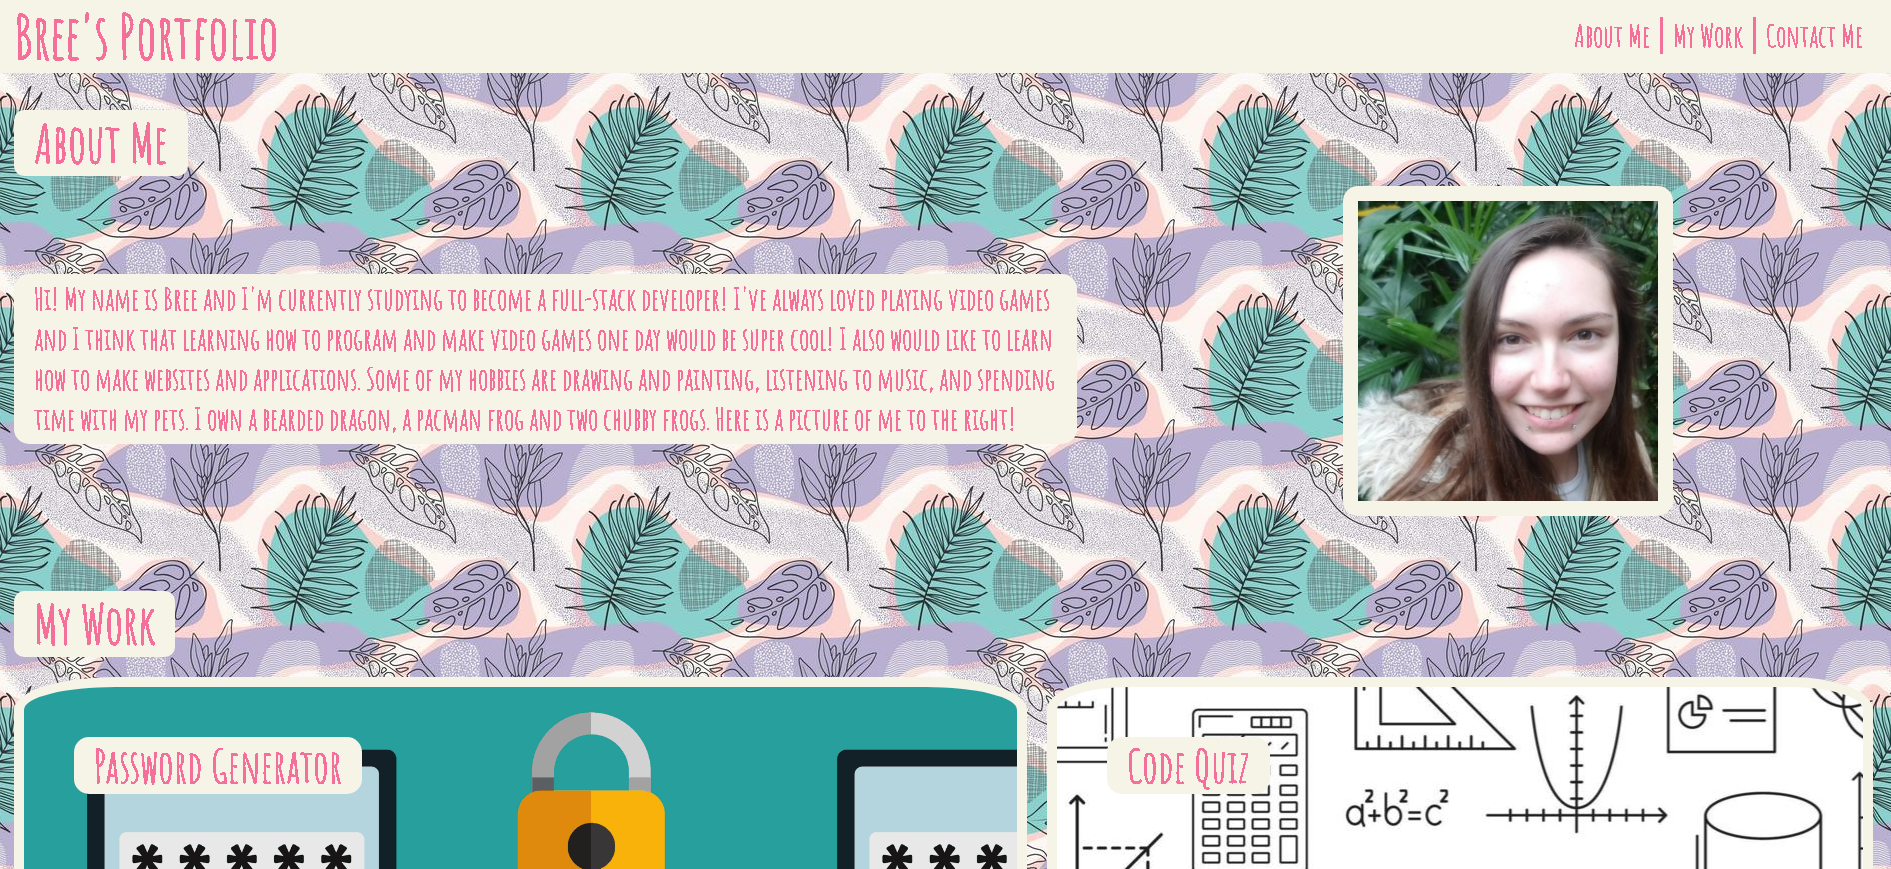 Bree's Portfolio
About Me | My Work | Contact Me
About Me
Hi! My name is Bree and I'm currently studying to become a full-stack developer! I've always loved playing video games
and I think that learning how to program and make video games one day would be super cool! I also would like to learn
how to make websites and applications. Some of my hobbies are drawing and painting, listening to music, and spending
time with my pets. I own a bearded dragon, a pacman frog and two chubby frogs. Here is a picture of me to the right!
My Work
Password Generator
Code Quiz
a²+b²=c²
*****
***